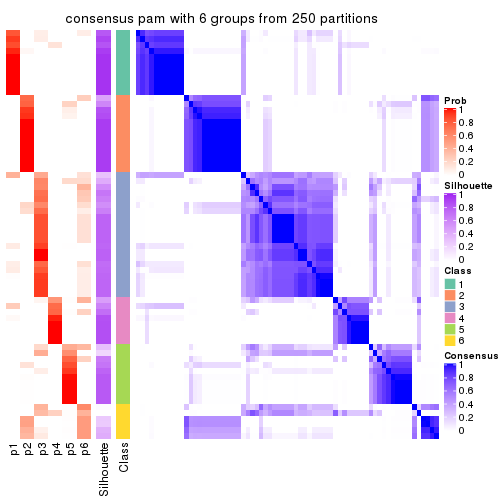 consensus pam with 6 groups from 250 partitions
Prob
1
0.8
0.6
0.4
0.2
0
Silhouette
1
0.8
0.6
0.4
0.2
0
Class
1
2
3
4
5
6
Consensus
1
0.8
0.6
0.4
0.2
0
p1
p2
p3
p4
p5
p6
Silhouette
Class